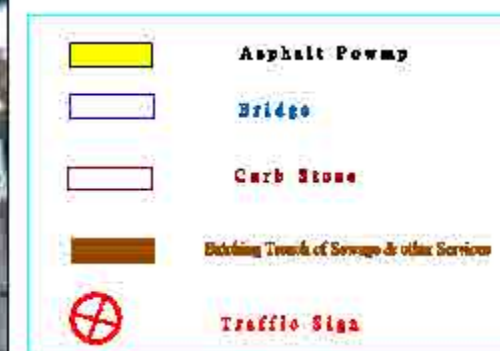 Asphalt Powmp
Bridge
Curb Stone
Trench of Sewage & other Services
Traffic Sign